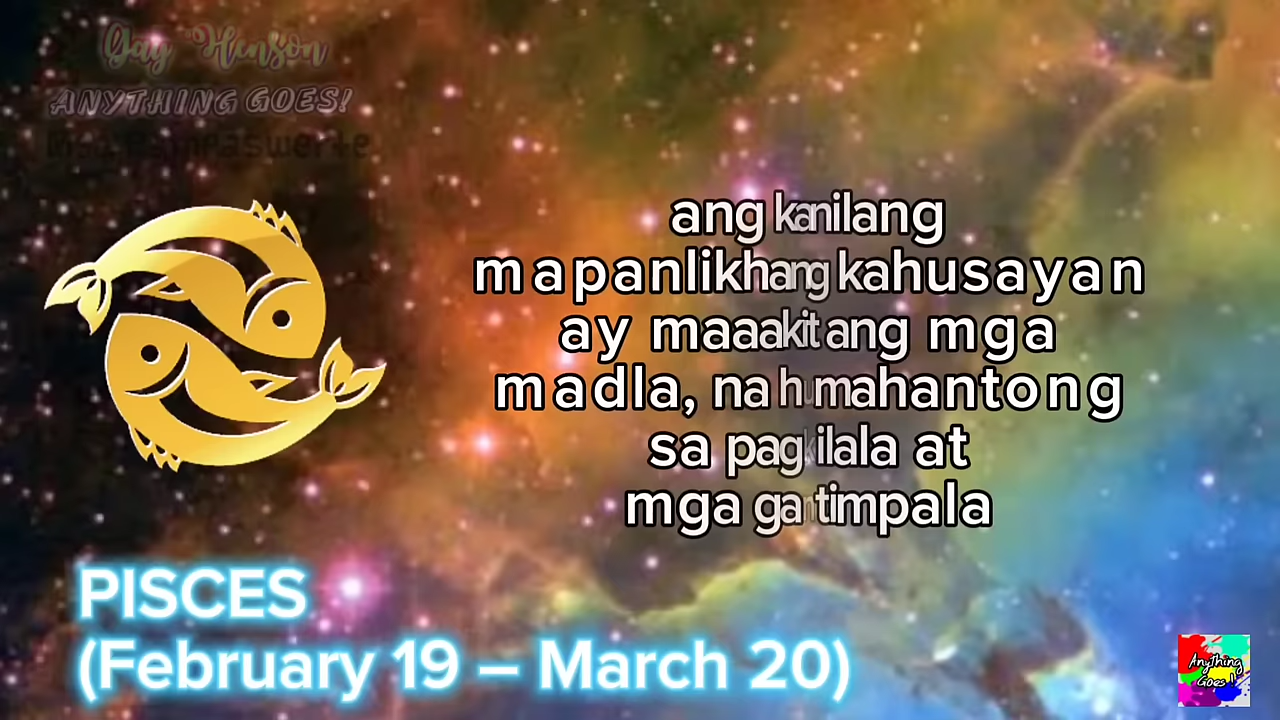 Jay Henson
ANYTHING GOES!
ang kanilang
mapanlikhang kahusayan
ay maaakit ang mga
madla, na humahantong
sa pagkilala at
mga gantimpala
PISCES
(February 19 – March 20)
Anything
Goes!!